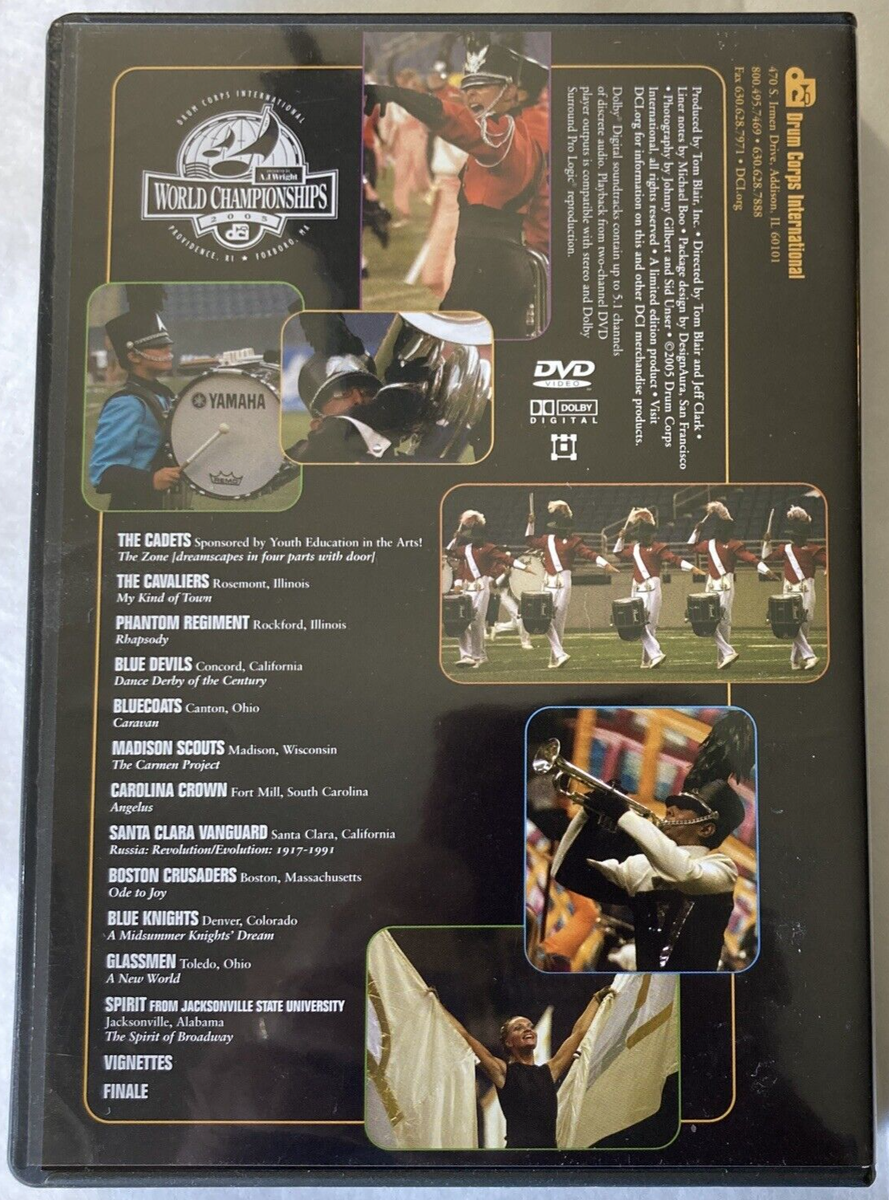 DRUM CORPS INTERNATIONAL
PRESENTED BY
A.J. Wright
WORLD CHAMPIONSHIPS
2005
dci
PROVIDENCE, RI ★ FOXBORO, MA
dci Drum Corps International
470 S. Irmen Drive, Addison, IL 60101
800.495.7469 • 630.628.7888
Fax 630.628.7971 • DCI.org
Produced by Tom Blair, Inc. • Directed by Tom Blair and Jeff Clark •
Liner notes by Michael Boo • Package design by DesignAura, San Francisco
• Photography by Johnny Gilbert and Sid Unser • ©2005 Drum Corps
International, all rights reserved • A limited edition product • Visit
DCI.org for information on this and other DCI merchandise products.
Dolby® Digital soundtracks contain up to 5.1 channels
of discrete audio. Playback from two-channel DVD
player outputs is compatible with stereo and Dolby
Surround Pro Logic® reproduction.
DVD
VIDEO
DOLBY
DIGITAL
YAMAHA
REMO
THE CADETS Sponsored by Youth Education in the Arts!
The Zone [dreamscapes in four parts with door]
THE CAVALIERS Rosemont, Illinois
My Kind of Town
PHANTOM REGIMENT Rockford, Illinois
Rhapsody
BLUE DEVILS Concord, California
Dance Derby of the Century
BLUECOATS Canton, Ohio
Caravan
MADISON SCOUTS Madison, Wisconsin
The Carmen Project
CAROLINA CROWN Fort Mill, South Carolina
Angelus
SANTA CLARA VANGUARD Santa Clara, California
Russia: Revolution/Evolution: 1917-1991
BOSTON CRUSADERS Boston, Massachusetts
Ode to Joy
BLUE KNIGHTS Denver, Colorado
A Midsummer Knights' Dream
GLASSMEN Toledo, Ohio
A New World
SPIRIT FROM JACKSONVILLE STATE UNIVERSITY
Jacksonville, Alabama
The Spirit of Broadway
VIGNETTES
FINALE